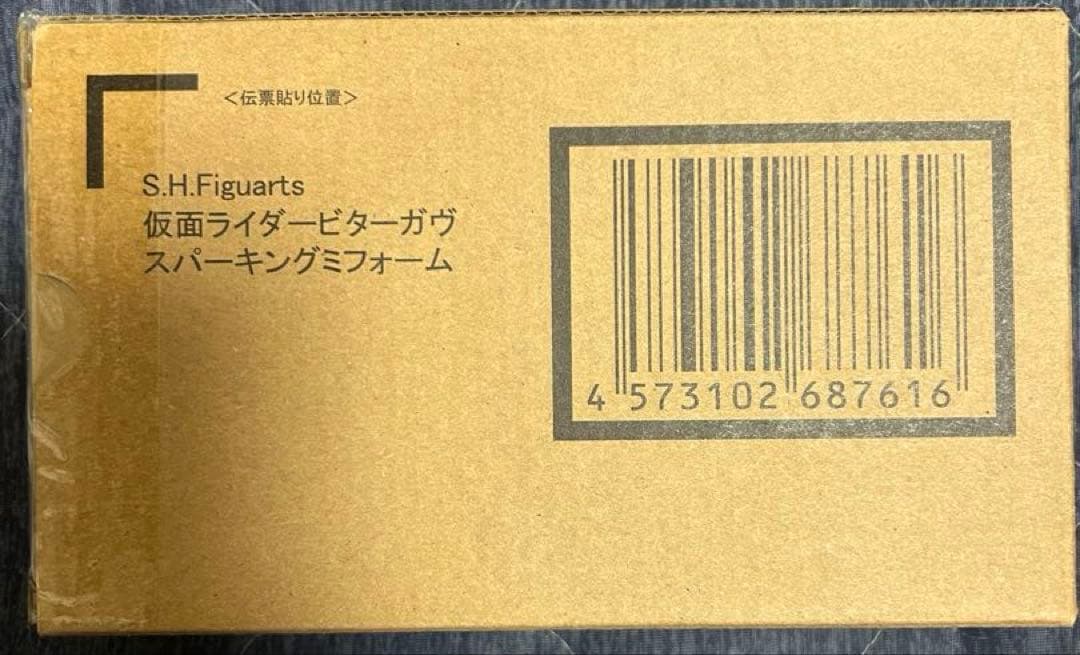 <伝票貼り位置>
S.H.Figuarts
仮面ライダービターガヴ
スパーキングミフォーム
4 573102 687616